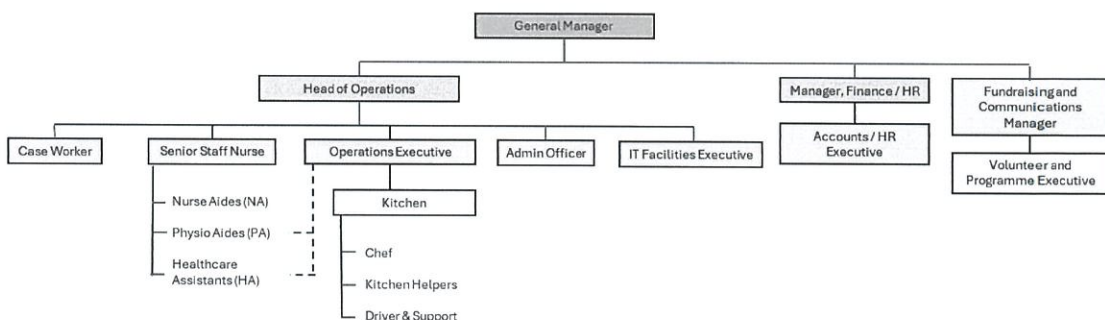 General Manager
Head of Operations
Manager, Finance / HR
Fundraising and
Communications
Manager
Case Worker
Senior Staff Nurse
Operations Executive
Admin Officer
IT Facilities Executive
Accounts / HR
Executive
Volunteer and
Programme Executive
Nurse Aides (NA)
Physio Aides (PA)
Healthcare
Assistants (HA)
Kitchen
Chef
Kitchen Helpers
Driver & Support